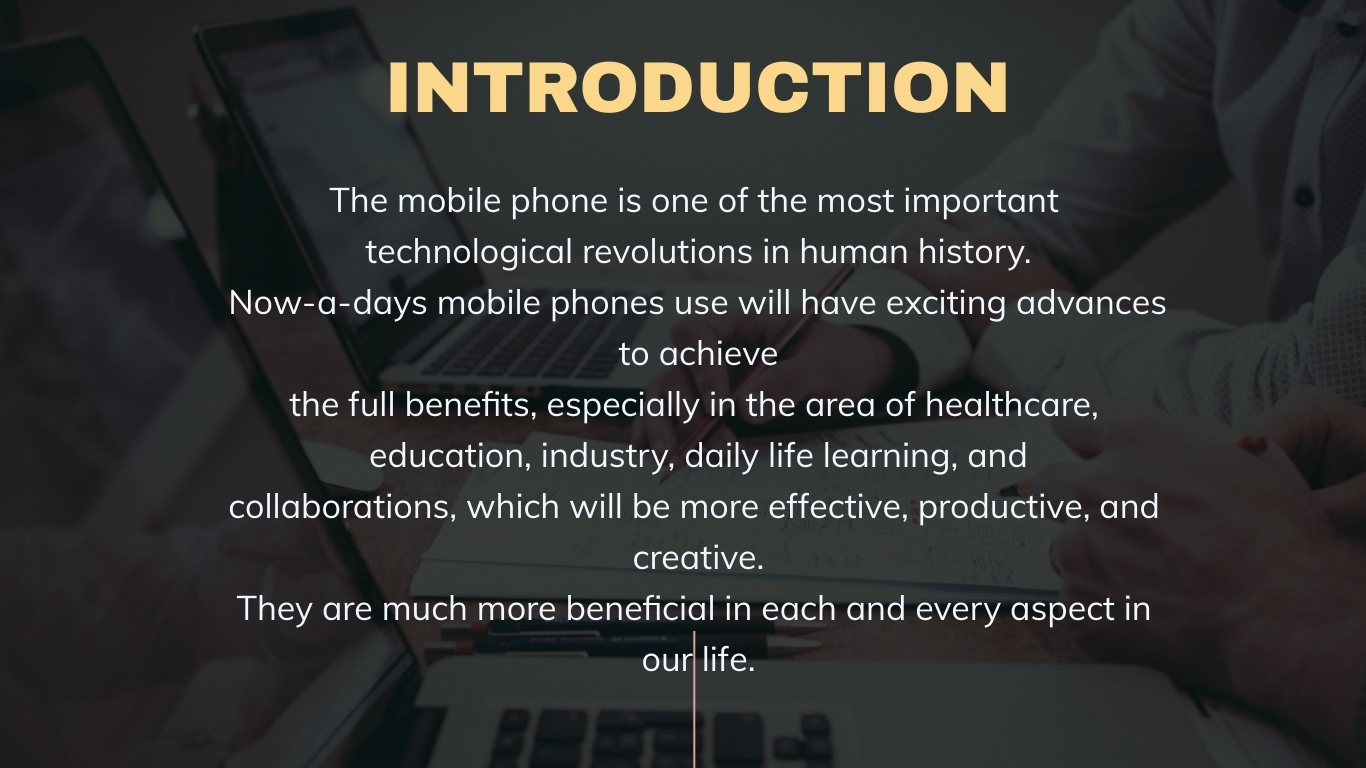 INTRODUCTION
The mobile phone is one of the most important
technological revolutions in human history.
Now-a-days mobile phones use will have exciting advances
to achieve
the full benefits, especially in the area of healthcare,
education, industry, daily life learning, and
collaborations, which will be more effective, productive, and
creative.
They are much more beneficial in each and every aspect in
our life.